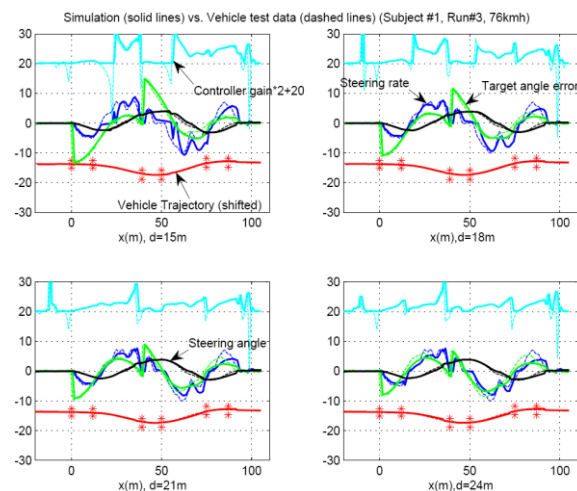 Simulation (solid lines) vs. Vehicle test data (dashed lines) (Subject #1, Run#3, 76kmh)
30
20
10
0
-10
-20
-30
0 50 100
x(m), d=15m
Controller gain*2+20
Vehicle Trajectory (shifted)
30
20
10
0
-10
-20
-30
0 50 100
x(m),d=18m
Steering rate
Target angle error
30
20
10
0
-10
-20
-30
0 50 100
x(m), d=21m
Steering angle
30
20
10
0
-10
-20
-30
0 50 100
x(m),d=24m